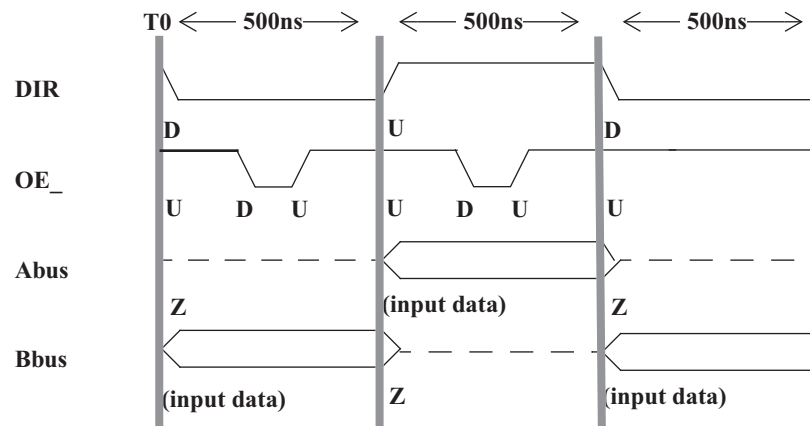 T0 500ns 500ns 500ns
DIR
D U D
OE_
U D U U D U U
Abus
Z (input data) Z
Bbus
(input data) Z (input data)